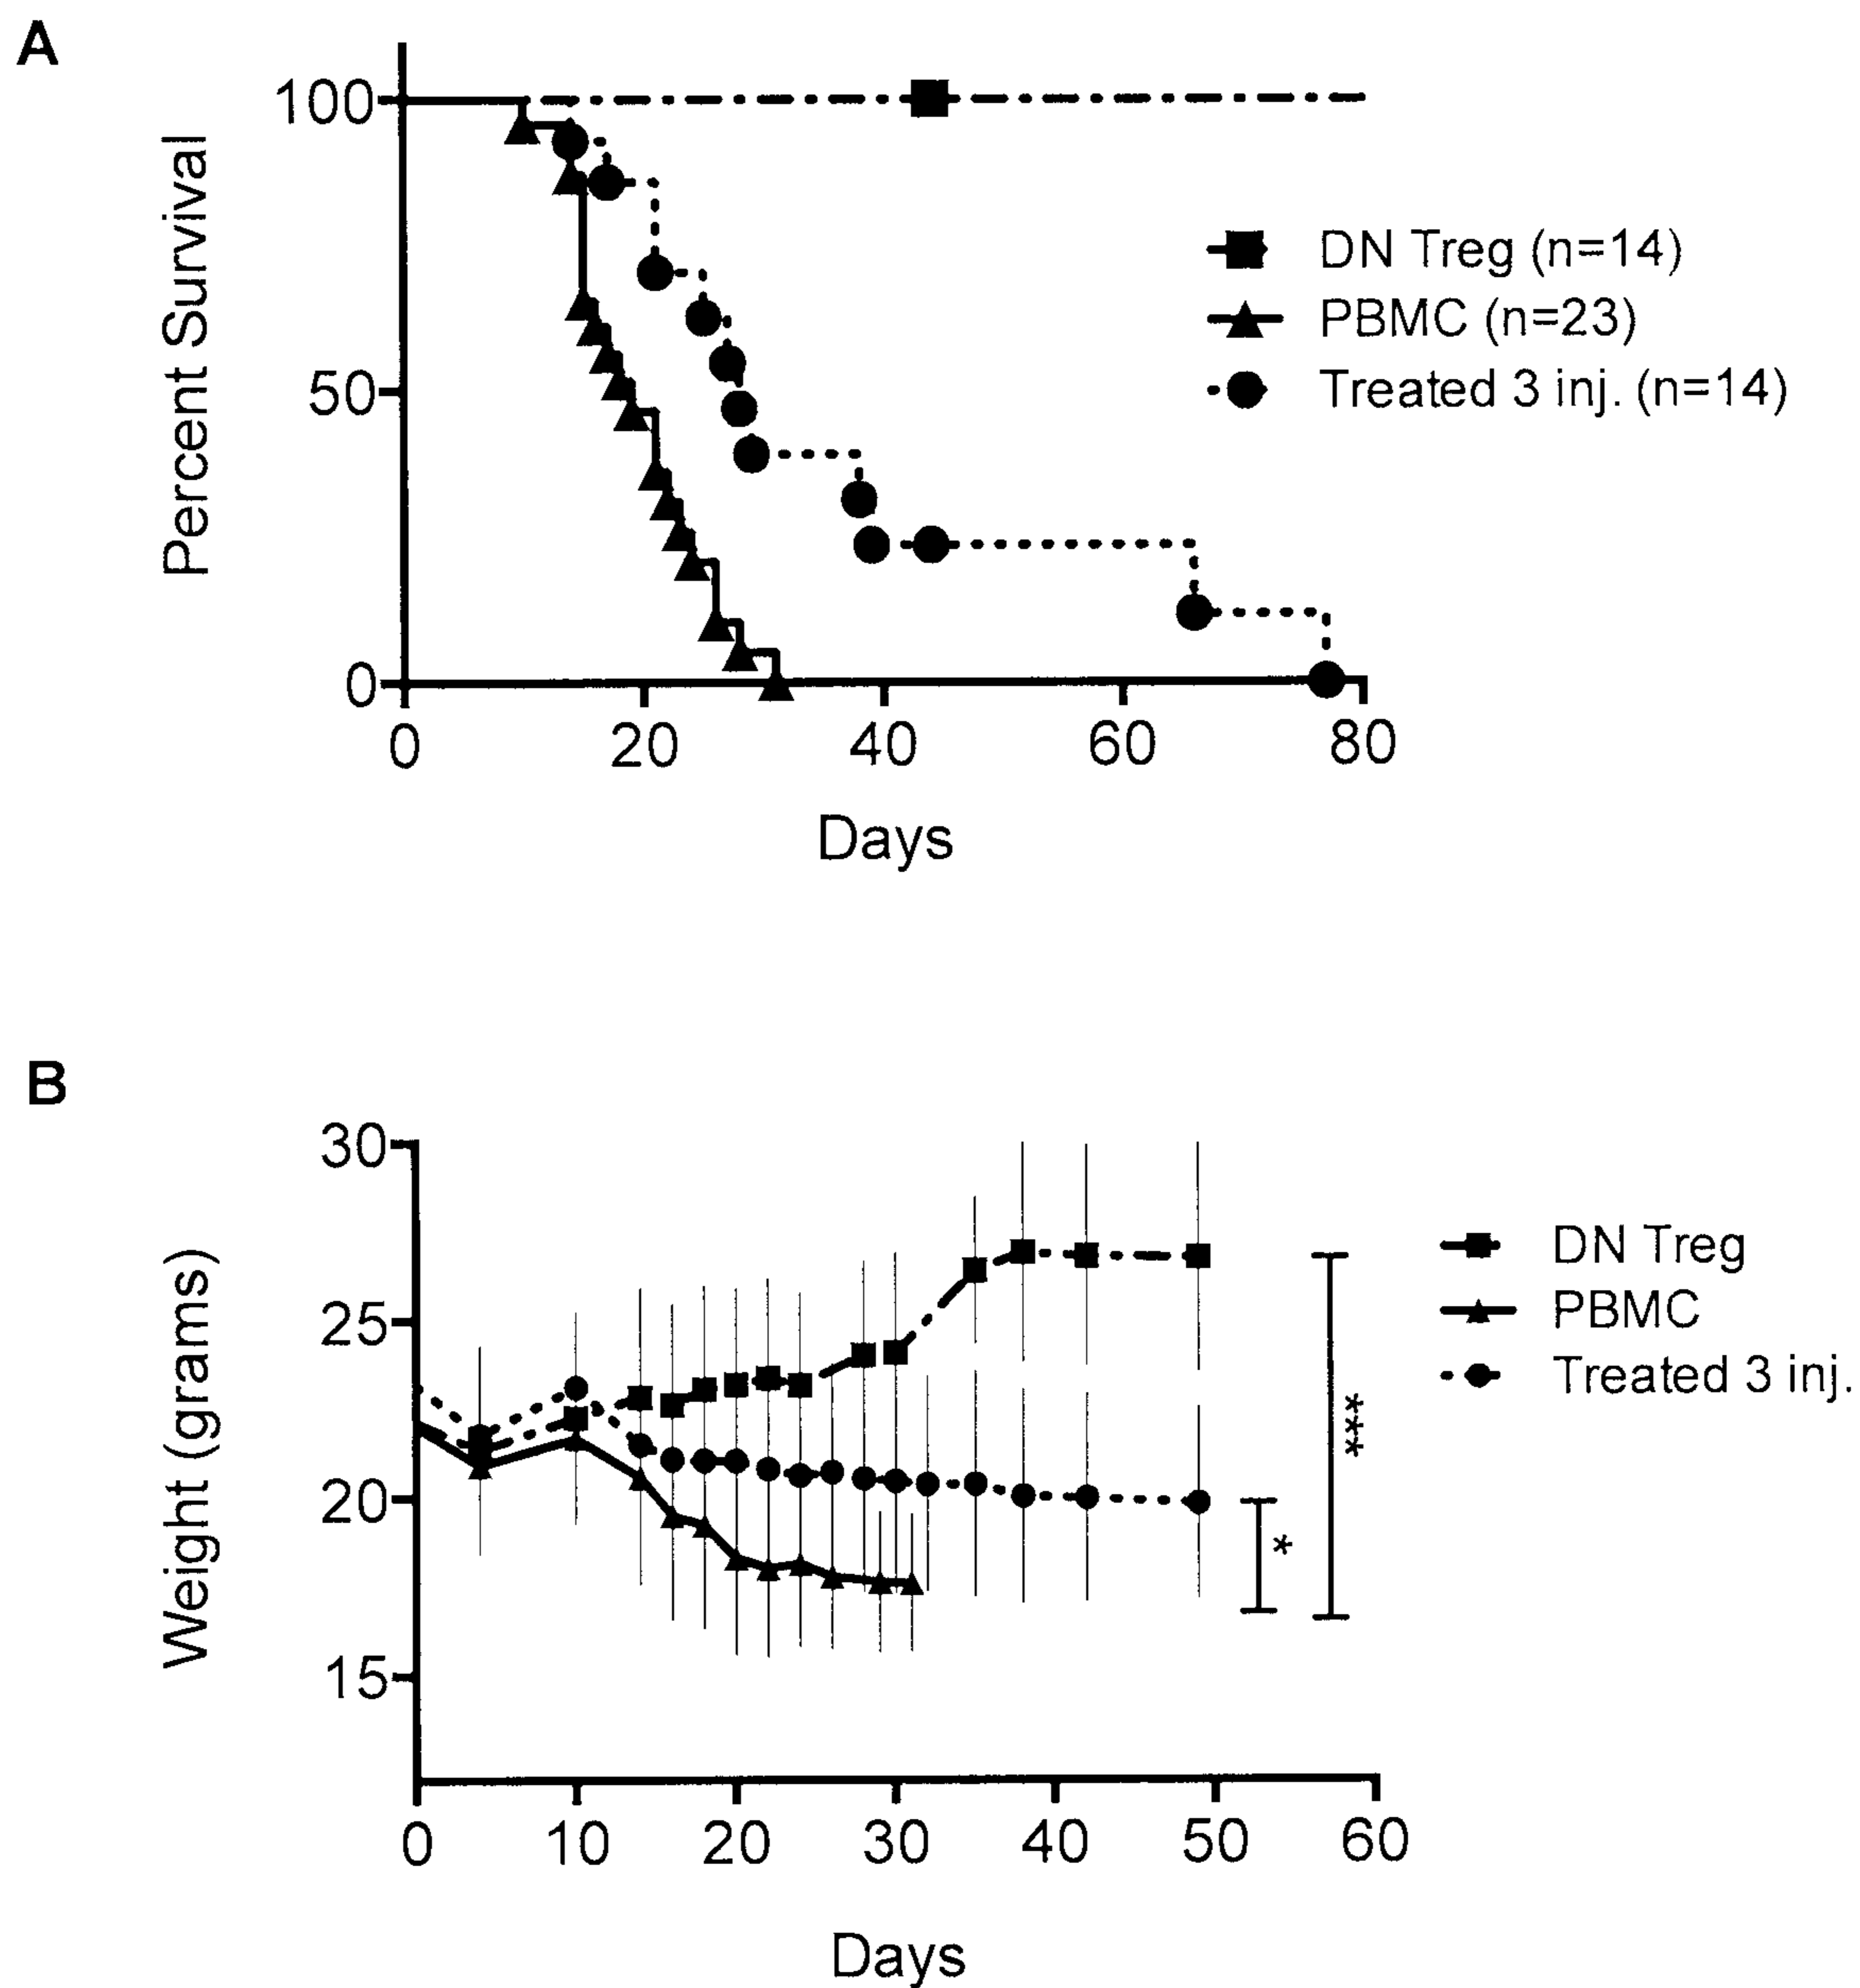 A
100
50
0
Percent Survival
DN Treg (n=14)
PBMC (n=23)
Treated 3 inj. (n=14)
0 20 40 60 80
Days
B
30
25
20
15
Weight (grams)
DN Treg
PBMC
Treated 3 inj.
***
*
0 10 20 30 40 50 60
Days